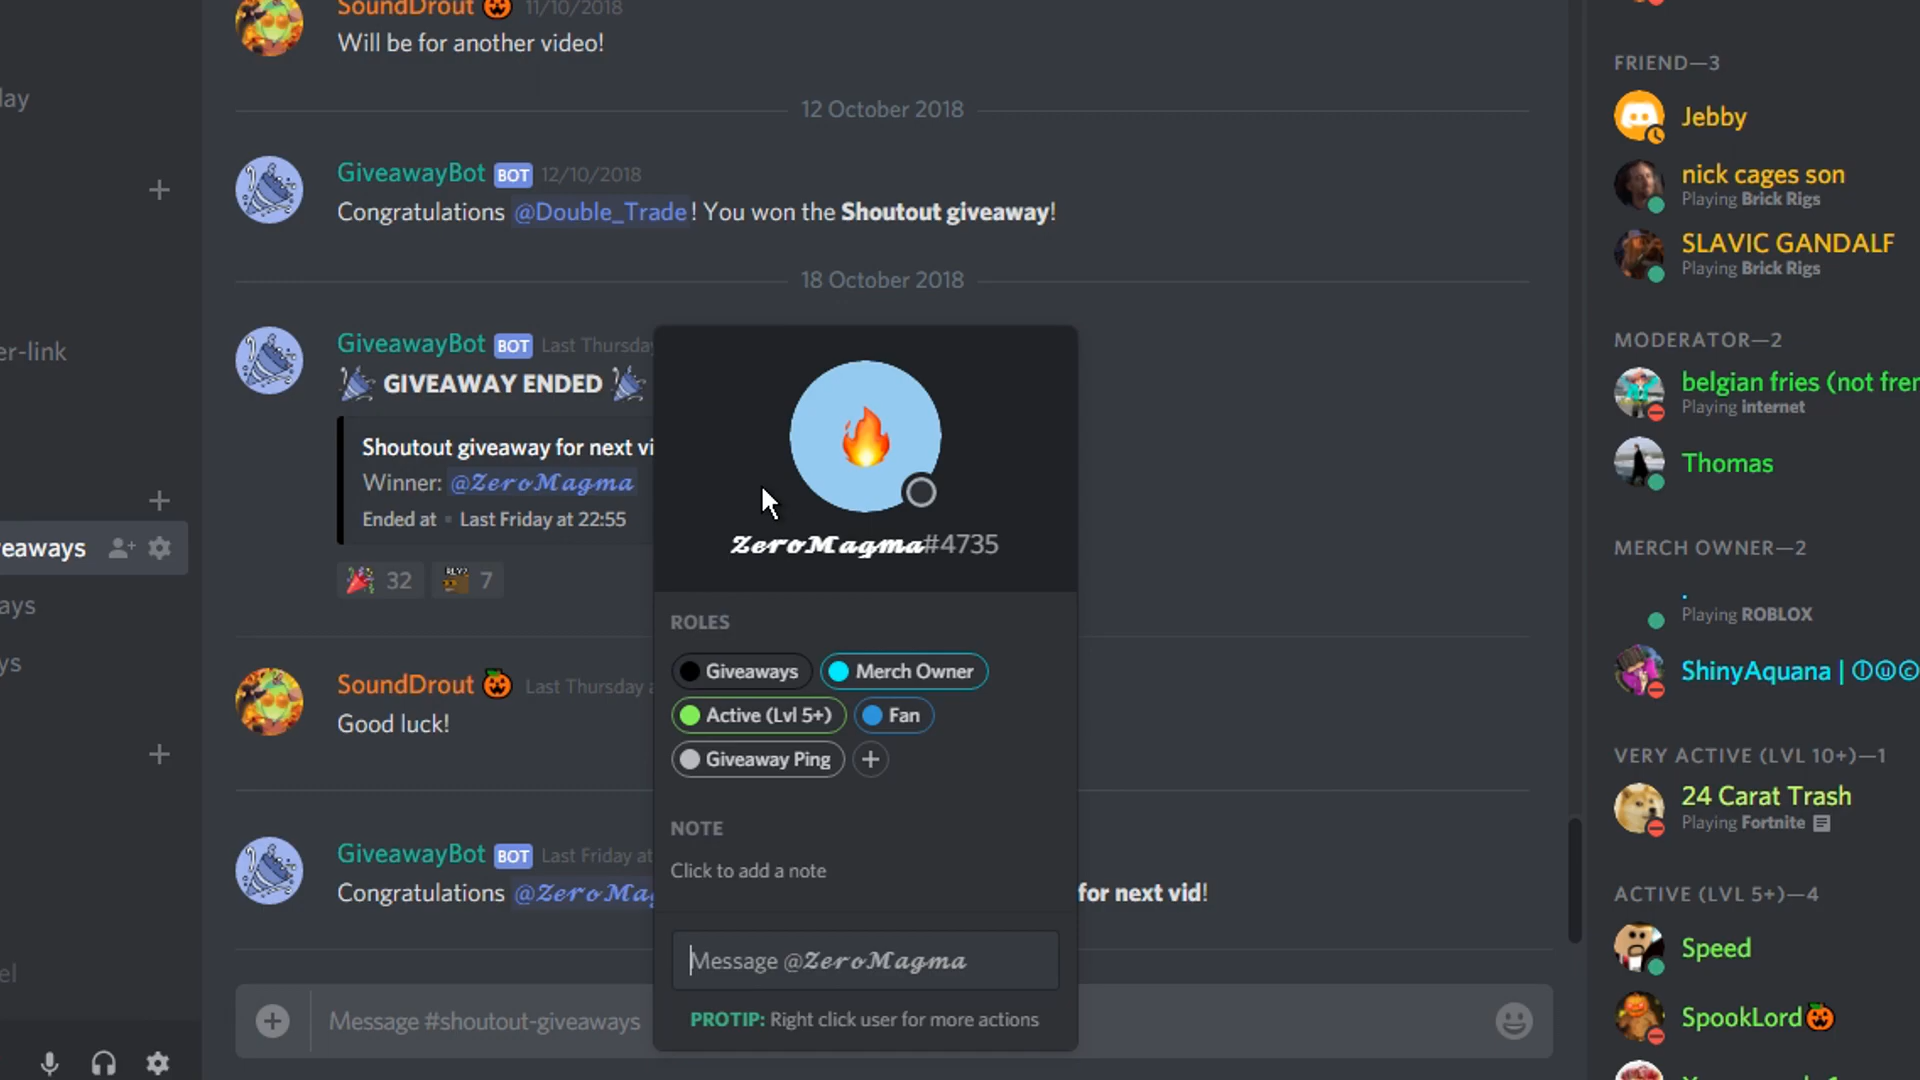 lay
er-link
eaways
ays
ys
el
SoundDrout 11/10/2018
Will be for another video!
12 October 2018
GiveawayBot BOT 12/10/2018
Congratulations @Double_Trade! You won the Shoutout giveaway!
18 October 2018
GiveawayBot BOT Last Thursday
GIVEAWAY ENDED
Shoutout giveaway for next vi
Winner: @ZeroMagma
Ended at • Last Friday at 22:55
32 7
SoundDrout Last Thursday a
Good luck!
GiveawayBot BOT Last Friday at
Congratulations @ZeroMag for next vid!
Message #shoutout-giveaways
ZeroMagma#4735
ROLES
Giveaways Merch Owner
Active (Lvl 5+) Fan
Giveaway Ping
NOTE
Click to add a note
Message @ZeroMagma
PROTIP: Right click user for more actions
FRIEND—3
Jebby
nick cages son
Playing Brick Rigs
SLAVIC GANDALF
Playing Brick Rigs
MODERATOR—2
belgian fries (not fre
Playing internet
Thomas
MERCH OWNER—2
.
Playing ROBLOX
ShinyAquana | ⓛⓤⓒ
VERY ACTIVE (LVL 10+)—1
24 Carat Trash
Playing Fortnite
ACTIVE (LVL 5+)—4
Speed
SpookLord